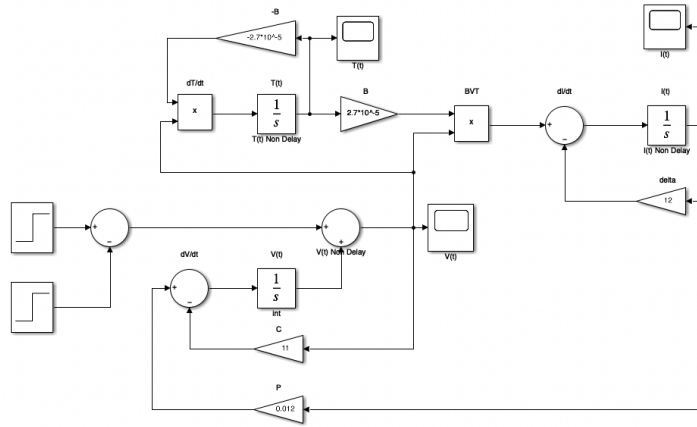 -B
-2.7*10^-5
T(t)
I(t)
dT/dt
T(t)
B
BVT
dI/dt
I(t)
x
1
s
2.7*10^-5
x
+
−
1
s
T(t) Non Delay
I(t) Non Delay
delta
12
+
−
+
+
V(t) Non Delay
V(t)
dV/dt
V(t)
+
−
1
s
int
C
11
P
0.012